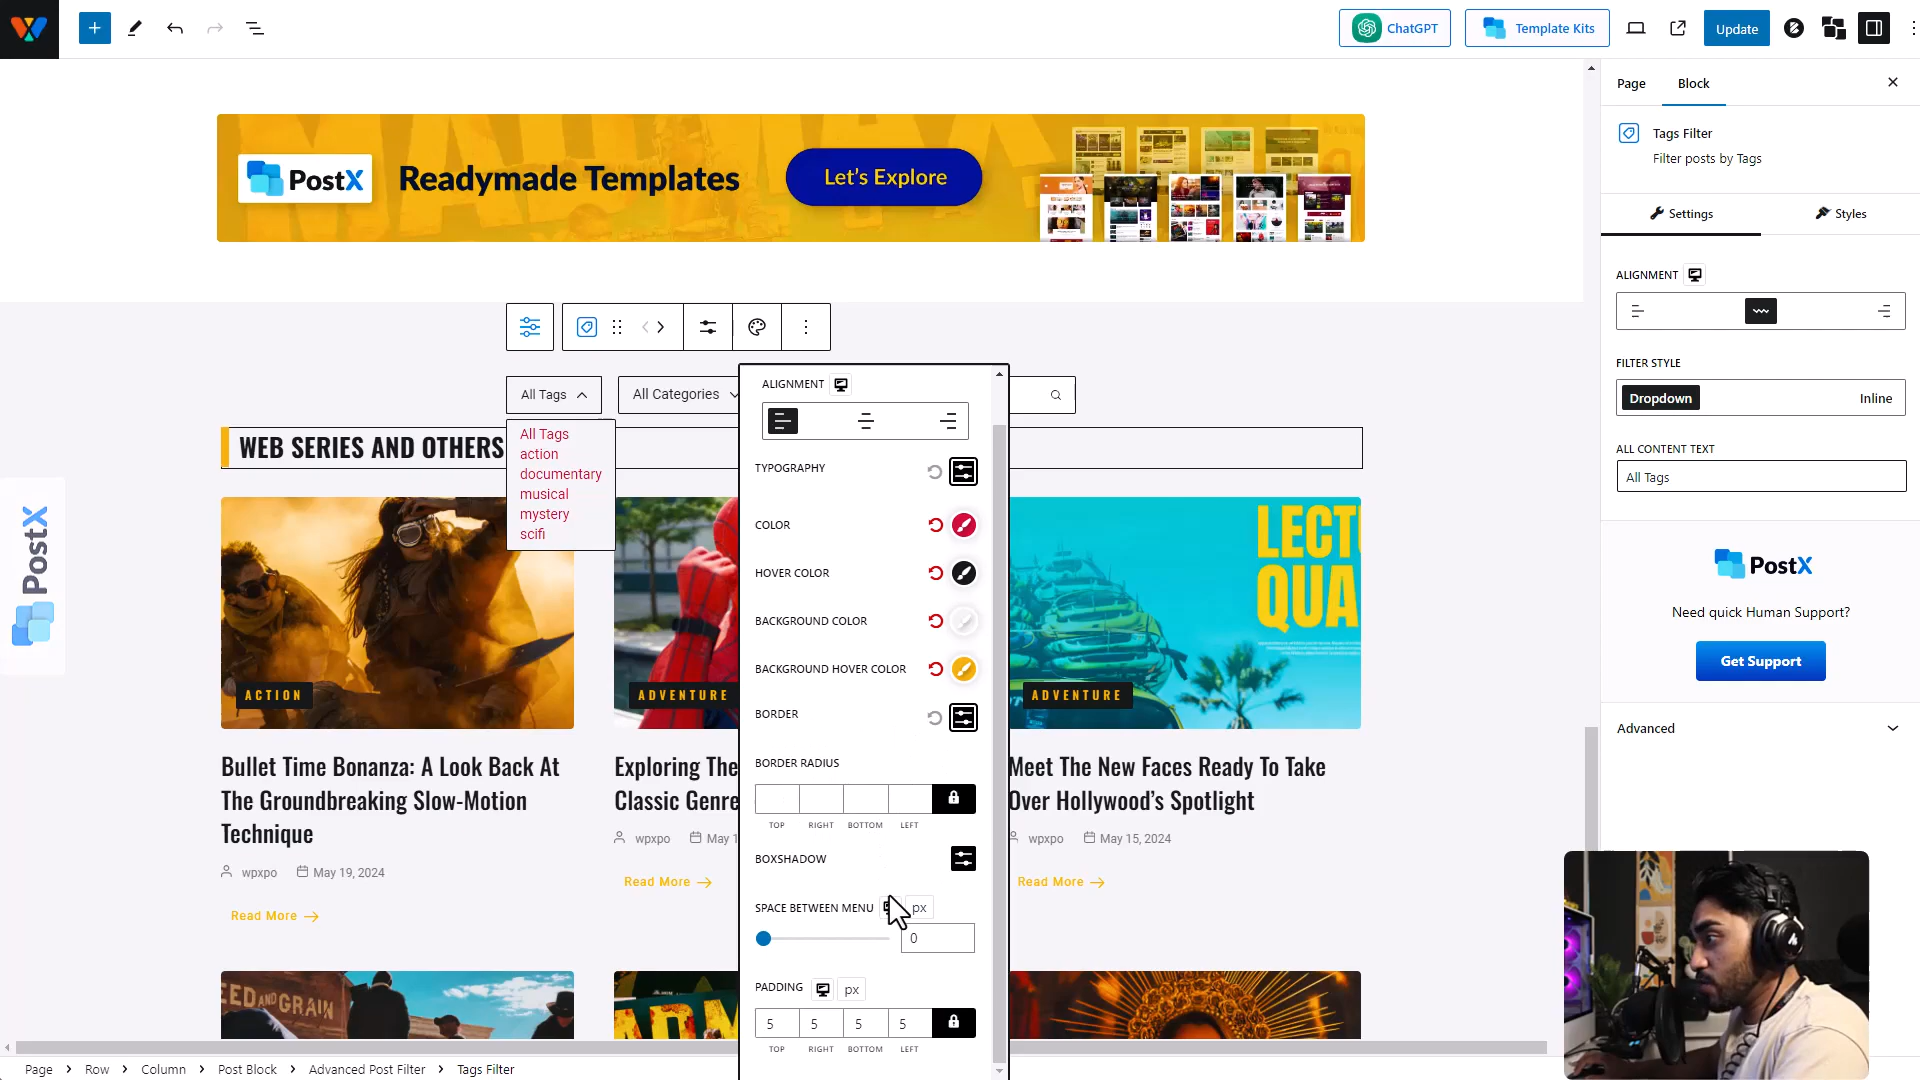 ChatGPT
Template Kits
Update
Page
Block
Tags Filter
Filter posts by Tags
Settings
Styles
ALIGNMENT
FILTER STYLE
Dropdown
Inline
ALL CONTENT TEXT
All Tags
PostX
Need quick Human Support?
Get Support
Advanced
PostX
Readymade Templates
Let's Explore
PostX
All Tags
All Categories
All Tags
action
documentary
musical
mystery
scifi
WEB SERIES AND OTHERS
ALIGNMENT
TYPOGRAPHY
COLOR
HOVER COLOR
BACKGROUND COLOR
BACKGROUND HOVER COLOR
BORDER
BORDER RADIUS
TOP RIGHT BOTTOM LEFT
BOXSHADOW
SPACE BETWEEN MENU
px
0
PADDING
px
5 5 5 5
TOP RIGHT BOTTOM LEFT
ACTION
Bullet Time Bonanza: A Look Back At
The Groundbreaking Slow-Motion
Technique
wpxpo
May 19, 2024
Read More
ADVENTURE
Exploring The
Classic Genre
wpxpo
May 1
Read More
ADVENTURE
Meet The New Faces Ready To Take
Over Hollywood's Spotlight
wpxpo
May 15, 2024
Read More
EED AND GRAIN
Page
Row
Column
Post Block
Advanced Post Filter
Tags Filter